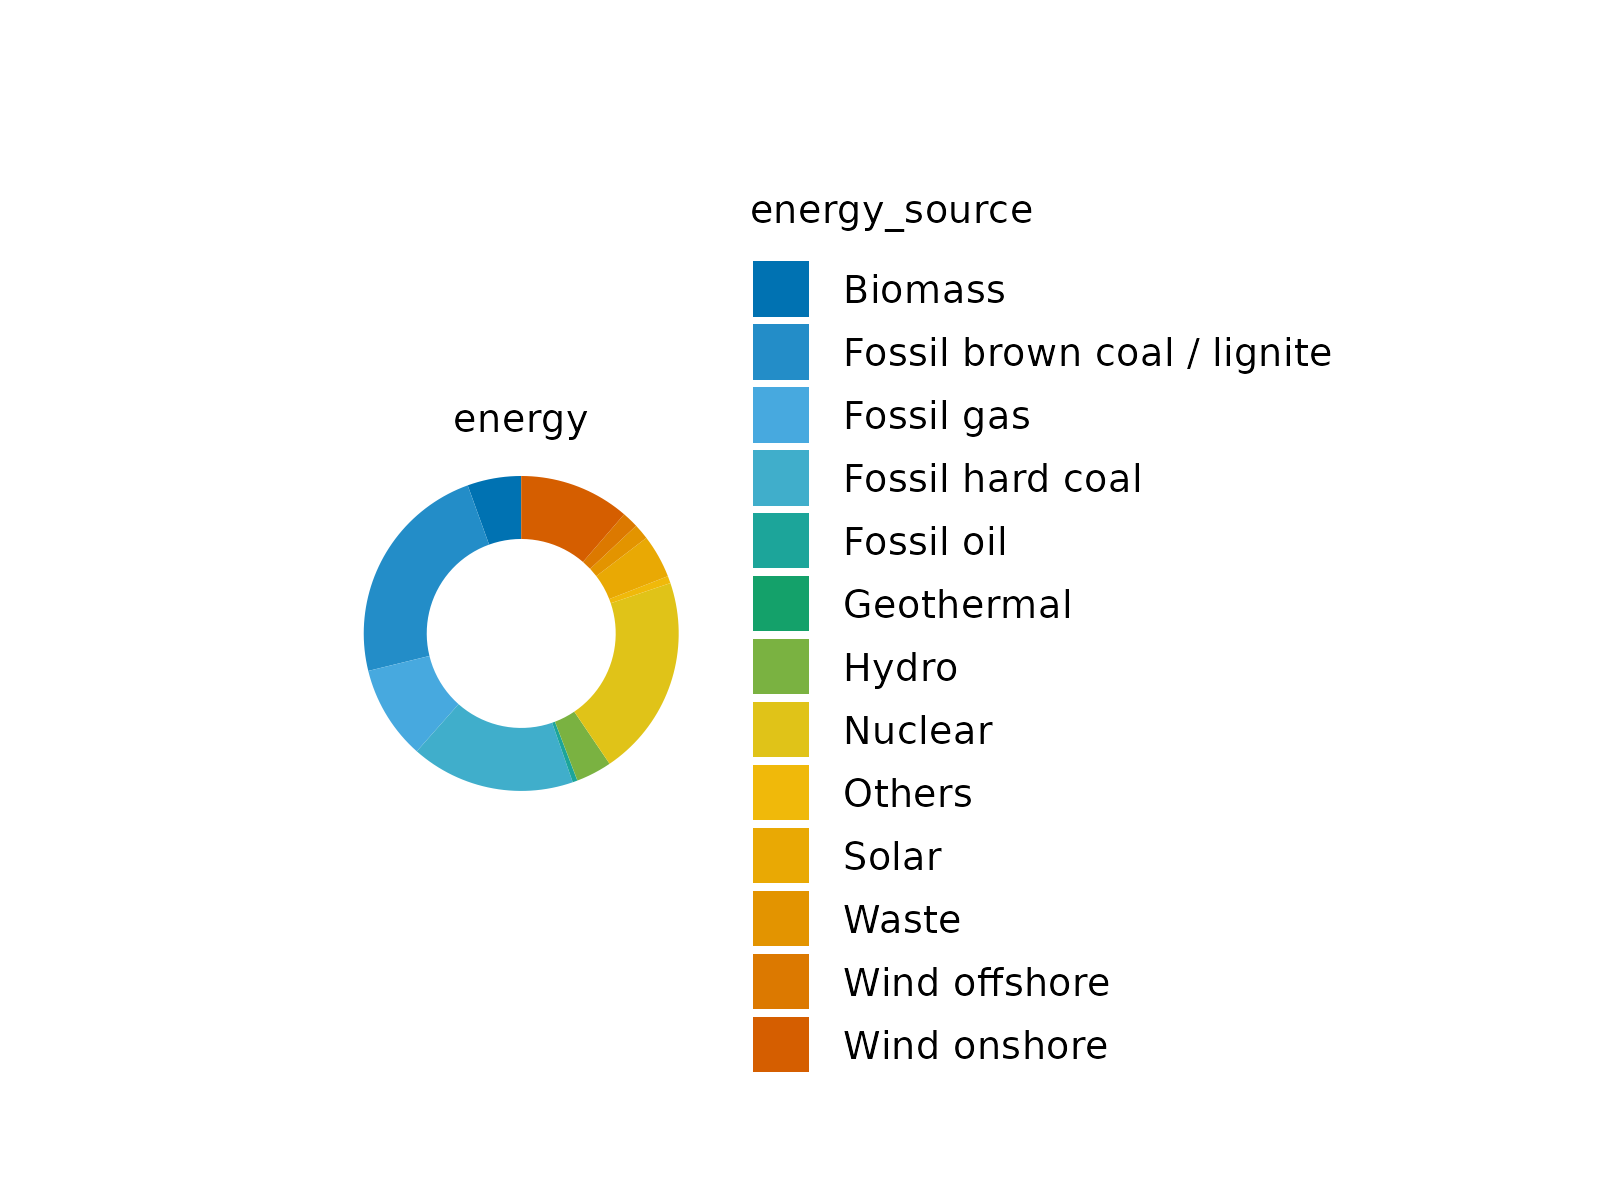 energy_source
Biomass
Fossil brown coal / lignite
Fossil gas
energy
Fossil hard coal
Fossil oil
Geothermal
Hydro
Nuclear
Others
Solar
Waste
Wind offshore
Wind onshore